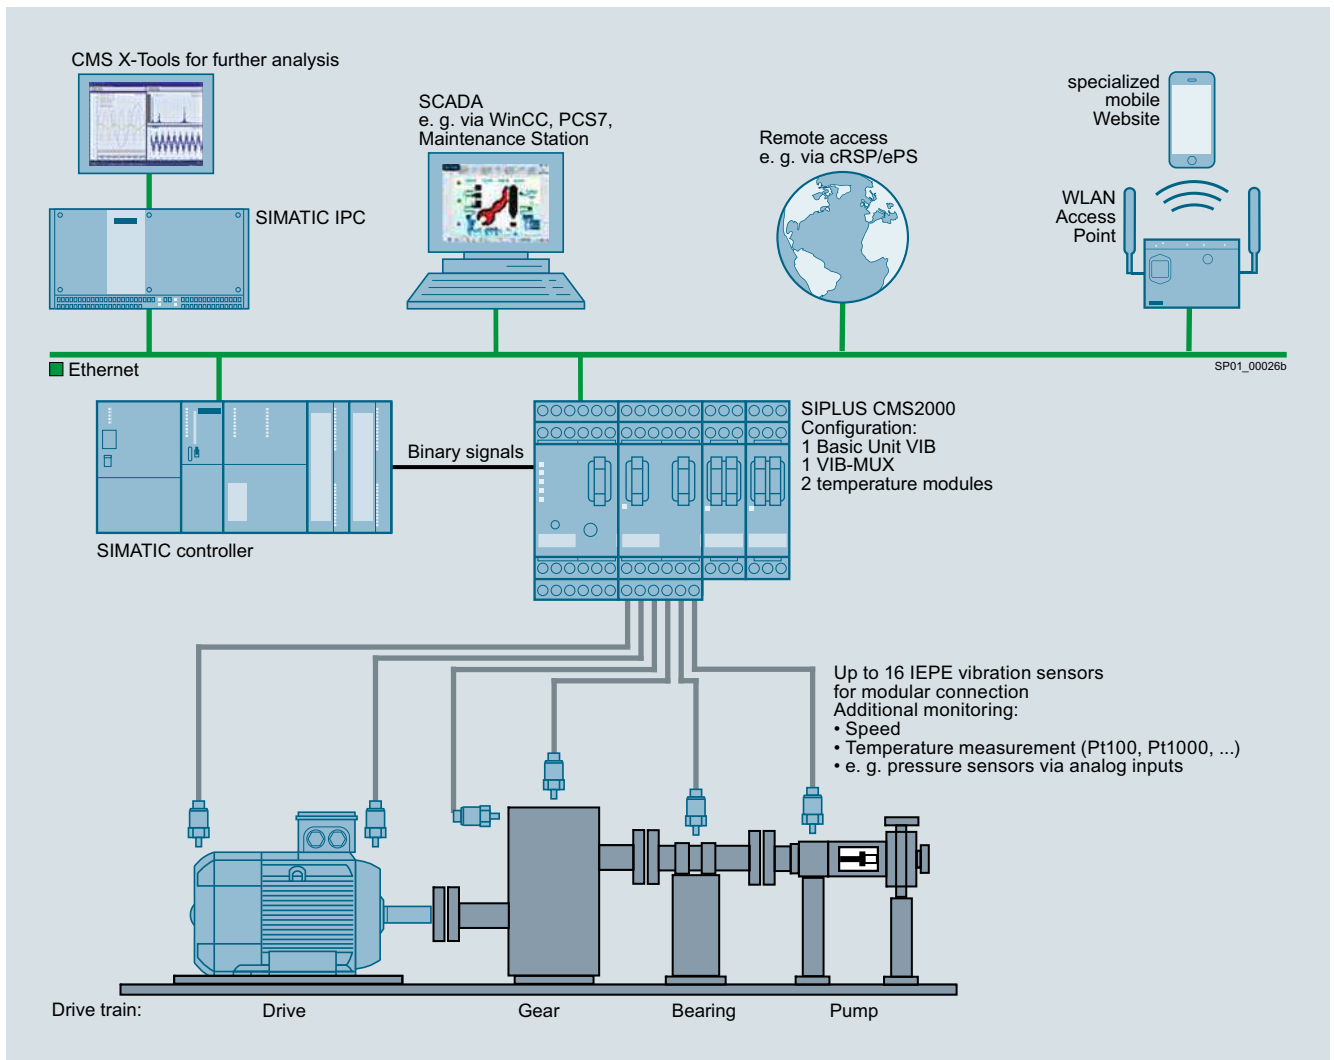 CMS X-Tools for further analysis
SIMATIC IPC
SCADA
e. g. via WinCC, PCS7,
Maintenance Station
Remote access
e. g. via cRSP/ePS
specialized
mobile
Website
WLAN
Access
Point
Ethernet
SP01_00026b
SIMATIC controller
Binary signals
SIPLUS CMS2000
Configuration:
1 Basic Unit VIB
1 VIB-MUX
2 temperature modules
Up to 16 IEPE vibration sensors
for modular connection
Additional monitoring:
• Speed
• Temperature measurement (Pt100, Pt1000, ...)
• e. g. pressure sensors via analog inputs
Drive train:
Drive
Gear
Bearing
Pump